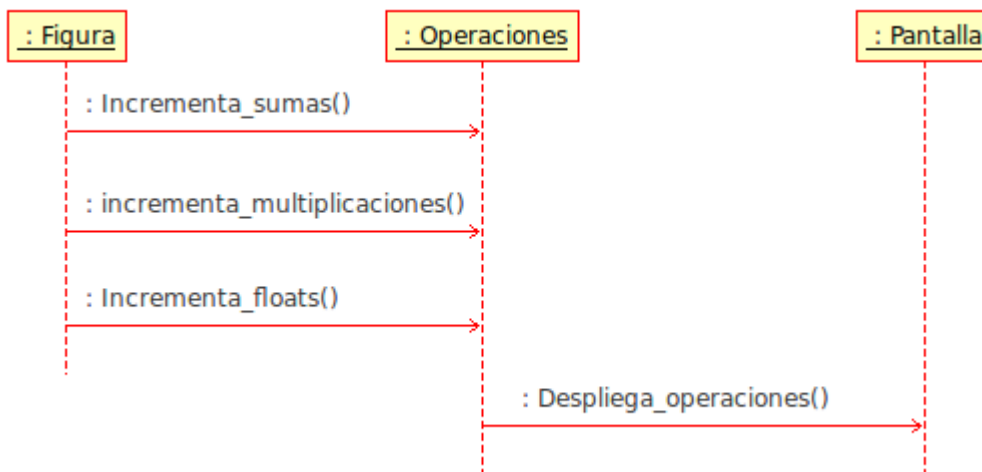 : Figura
: Operaciones
: Pantalla
: Incrementa_sumas()
: incrementa_multiplicaciones()
: Incrementa_floats()
: Despliega_operaciones()